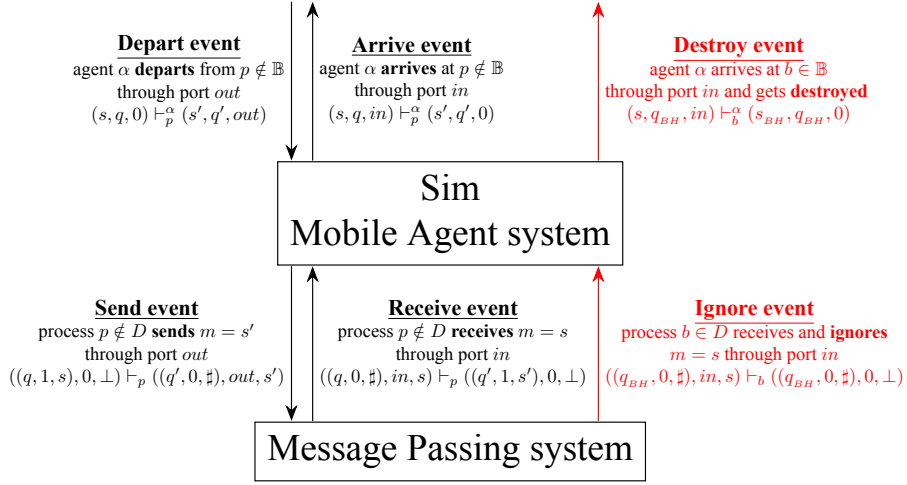 Depart event
agent α departs from p ∉ 𝔹
through port out
(s, q, 0) ⊢ₚ^α (s′, q′, out)
Arrive event
agent α arrives at p ∉ 𝔹
through port in
(s, q, in) ⊢ₚ^α (s′, q′, 0)
Destroy event
agent α arrives at b ∈ 𝔹
through port in and gets destroyed
(s, q_BH, in) ⊢_b^α (s_BH, q_BH, 0)
Sim
Mobile Agent system
Send event
process p ∉ D sends m = s′
through port out
((q, 1, s), 0, ⊥) ⊢ₚ ((q′, 0, ♯), out, s′)
Receive event
process p ∉ D receives m = s
through port in
((q, 0, ♯), in, s) ⊢ₚ ((q′, 1, s′), 0, ⊥)
Ignore event
process b ∈ D receives and ignores
m = s through port in
((q_BH, 0, ♯), in, s) ⊢_b ((q_BH, 0, ♯), 0, ⊥)
Message Passing system